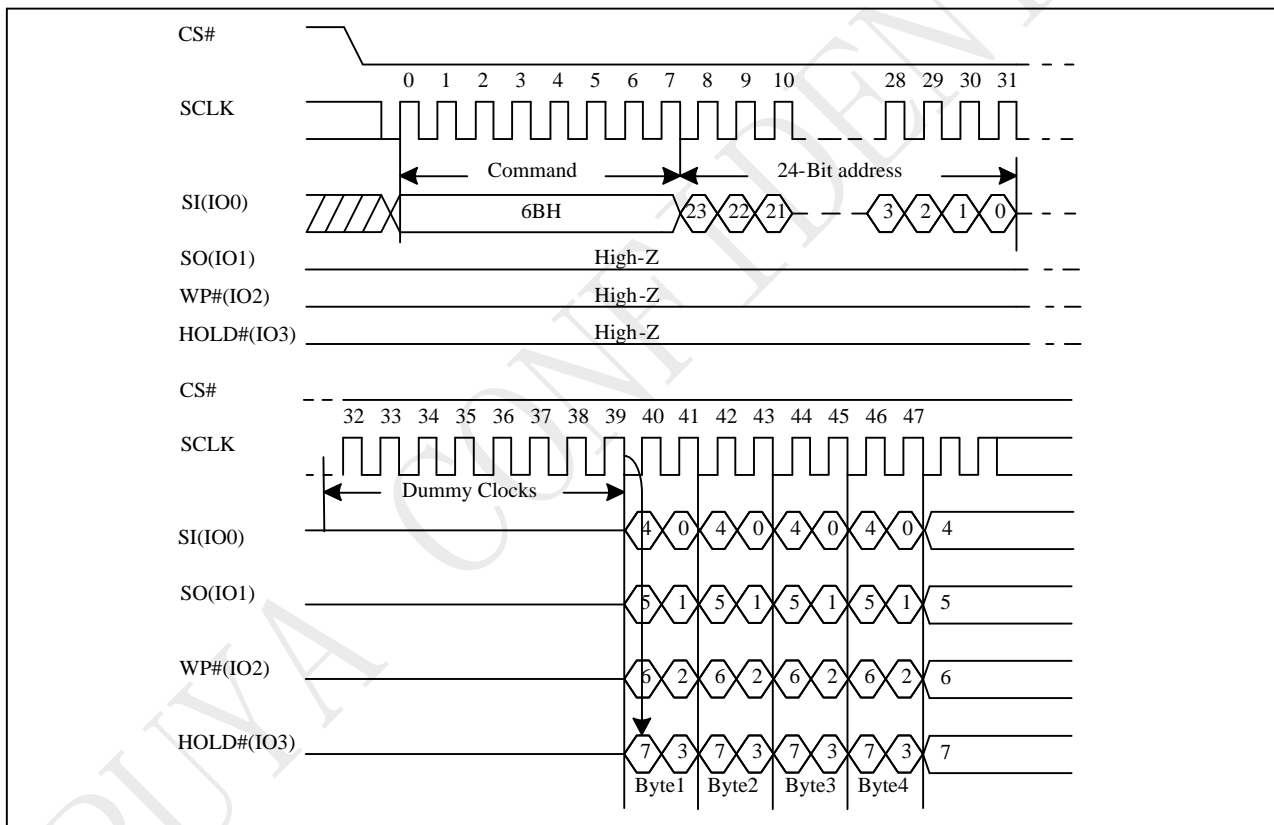 CS#
0 1 2 3 4 5 6 7 8 9 10 28 29 30 31
SCLK
Command 24-Bit address
SI(IO0) 6BH 23 22 21 3 2 1 0
SO(IO1) High-Z
WP#(IO2) High-Z
HOLD#(IO3) High-Z
CS#
32 33 34 35 36 37 38 39 40 41 42 43 44 45 46 47
SCLK
Dummy Clocks
SI(IO0) 4 0 4 0 4 0 4 0 4
SO(IO1) 5 1 5 1 5 1 5 1 5
WP#(IO2) 6 2 6 2 6 2 6 2 6
HOLD#(IO3) 7 3 7 3 7 3 7 3 7
Byte1 Byte2 Byte3 Byte4
PUYA CONFIDENT